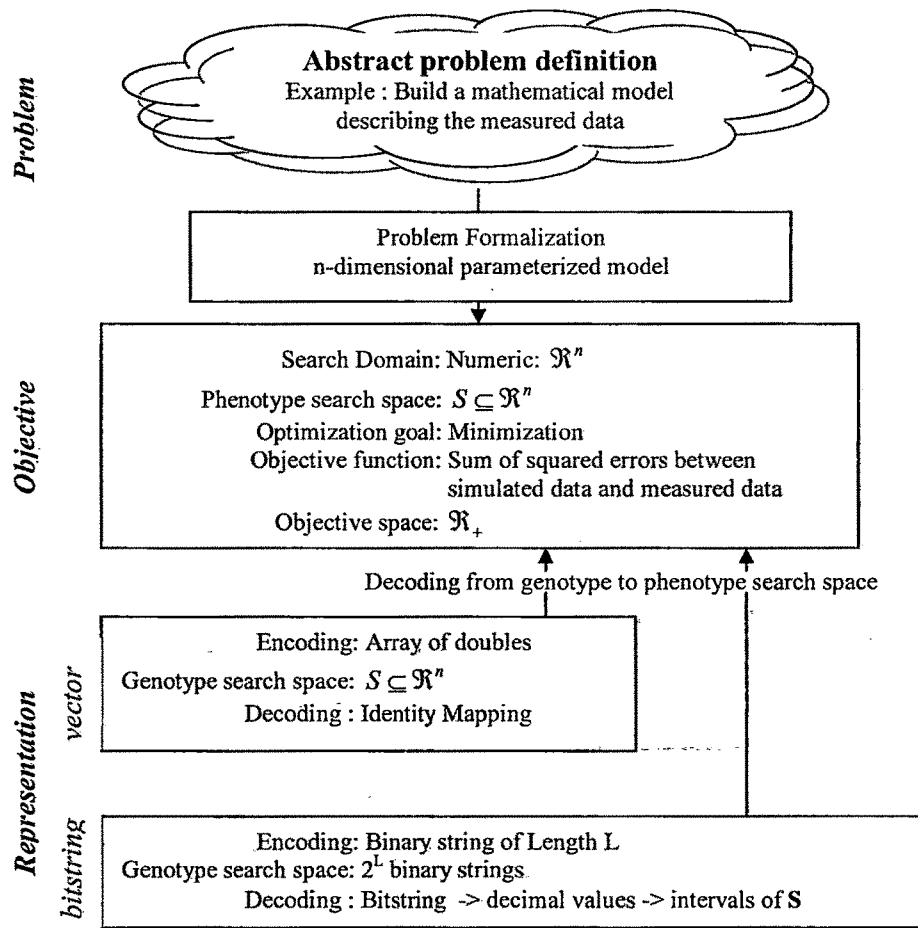 Problem
Abstract problem definition
Example : Build a mathematical model
describing the measured data
Problem Formalization
n-dimensional parameterized model
Objective
Search Domain: Numeric: ℜⁿ
Phenotype search space: S ⊆ ℜⁿ
Optimization goal: Minimization
Objective function: Sum of squared errors between
simulated data and measured data
Objective space: ℜ₊
Decoding from genotype to phenotype search space
Representation
vector
Encoding: Array of doubles
Genotype search space: S ⊆ ℜⁿ
Decoding : Identity Mapping
bitstring
Encoding: Binary string of Length L
Genotype search space: 2ᴸ binary strings
Decoding : Bitstring -> decimal values -> intervals of S